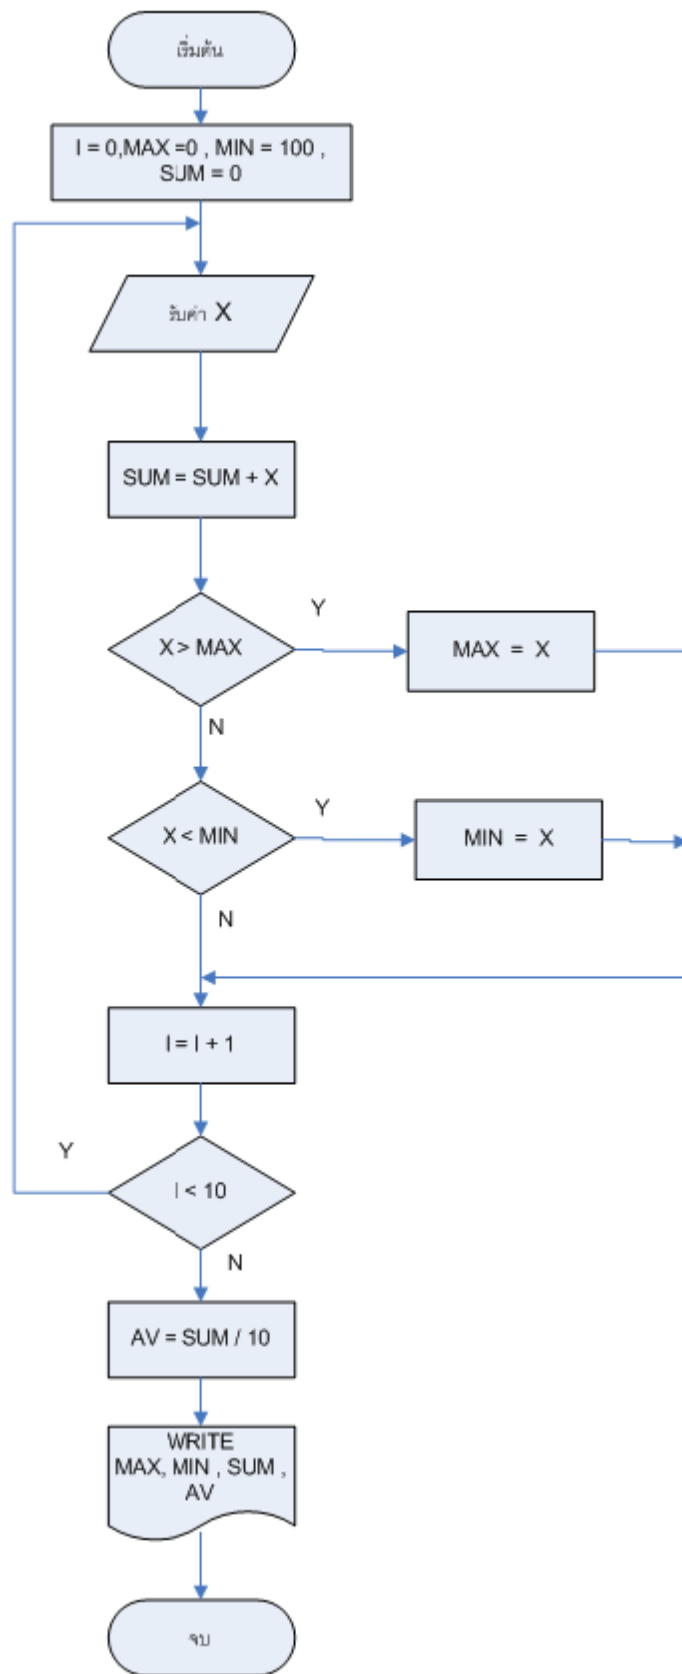 เริ่มต้น
I = 0,MAX =0 , MIN = 100 ,
SUM = 0
รับค่า X
SUM = SUM + X
X > MAX
Y
MAX = X
N
X < MIN
Y
MIN = X
N
I = I + 1
Y
I < 10
N
AV = SUM / 10
WRITE
MAX, MIN , SUM ,
AV
จบ